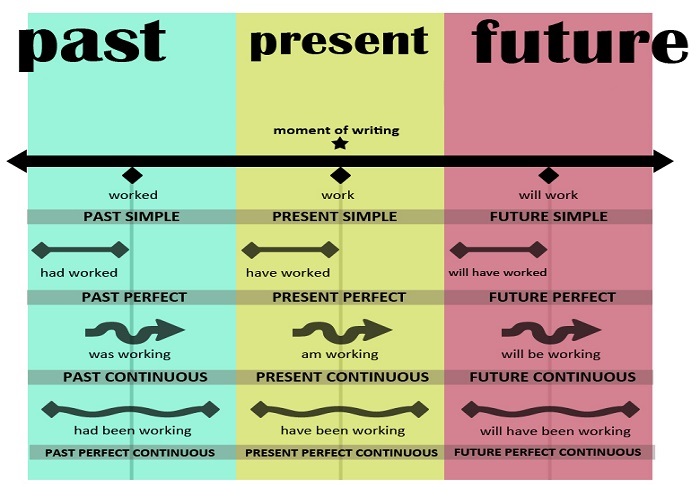 past present future
moment of writing
worked work will work
PAST SIMPLE PRESENT SIMPLE FUTURE SIMPLE
had worked have worked will have worked
PAST PERFECT PRESENT PERFECT FUTURE PERFECT
was working am working will be working
PAST CONTINUOUS PRESENT CONTINUOUS FUTURE CONTINUOUS
had been working have been working will have been working
PAST PERFECT CONTINUOUS PRESENT PERFECT CONTINUOUS FUTURE PERFECT CONTINUOUS